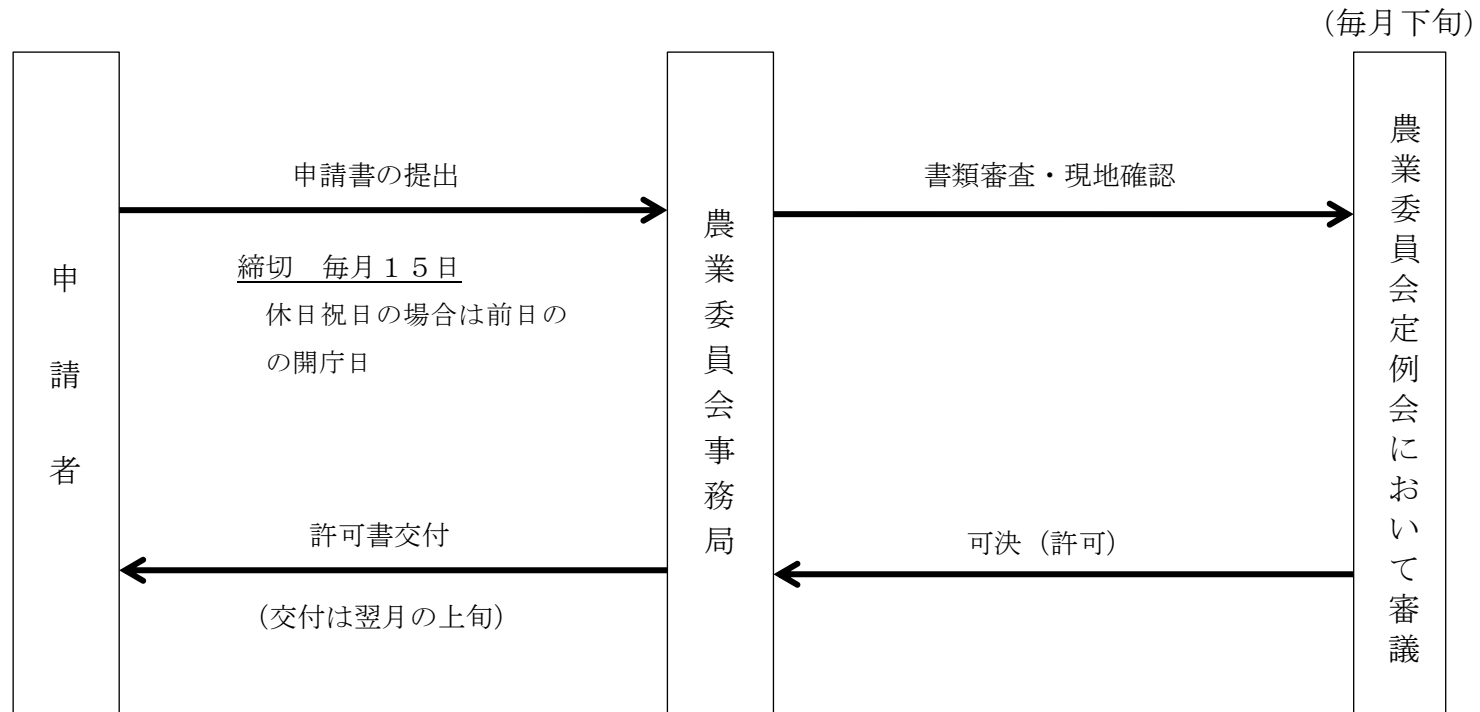 (毎月下旬)
申請者
申請書の提出
締切　毎月１５日
休日祝日の場合は前日の
の開庁日
許可書交付
(交付は翌月の上旬)
農業委員会事務局
書類審査・現地確認
可決（許可）
農業委員会定例会において審議